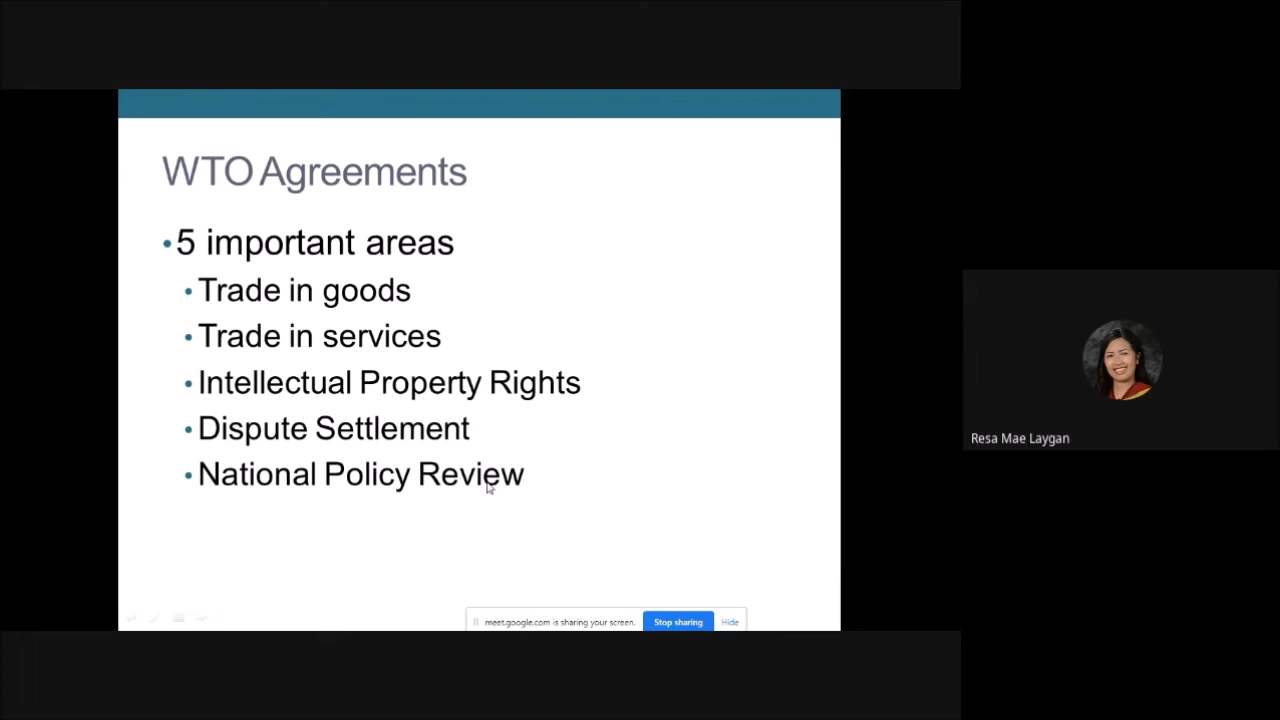 WTO Agreements
•5 important areas
• Trade in goods
• Trade in services
• Intellectual Property Rights
• Dispute Settlement
• National Policy Review
meet.google.com is sharing your screen.
Stop sharing
Hide
Resa Mae Laygan